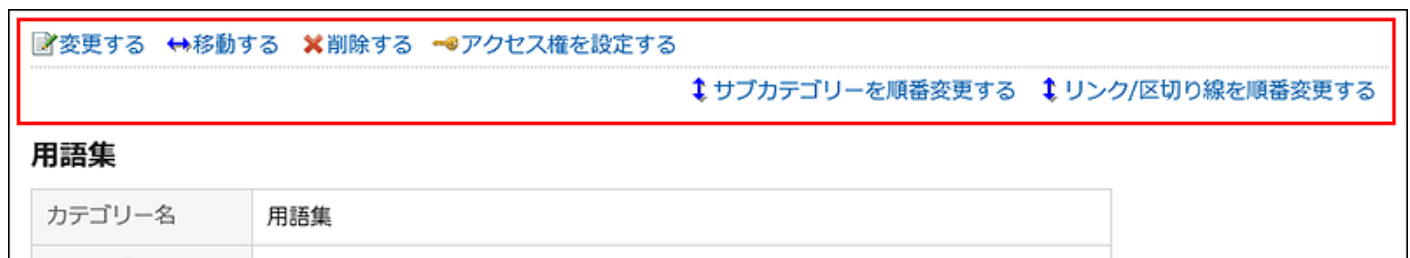 変更する 移動する 削除する アクセス権を設定する
サブカテゴリーを順番変更する リンク/区切り線を順番変更する
用語集
カテゴリー名 用語集